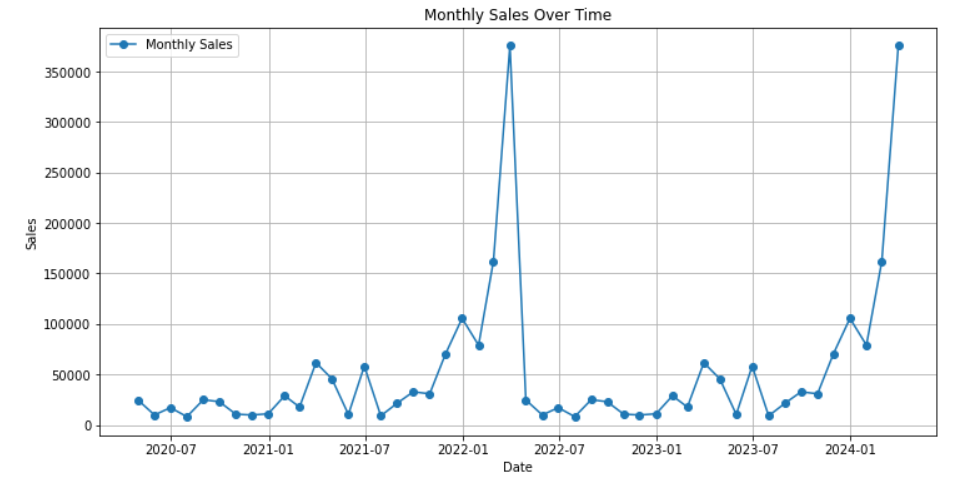 Monthly Sales Over Time
Monthly Sales
350000
300000
250000
200000
150000
100000
50000
0
Sales
2020-07 2021-01 2021-07 2022-01 2022-07 2023-01 2023-07 2024-01
Date